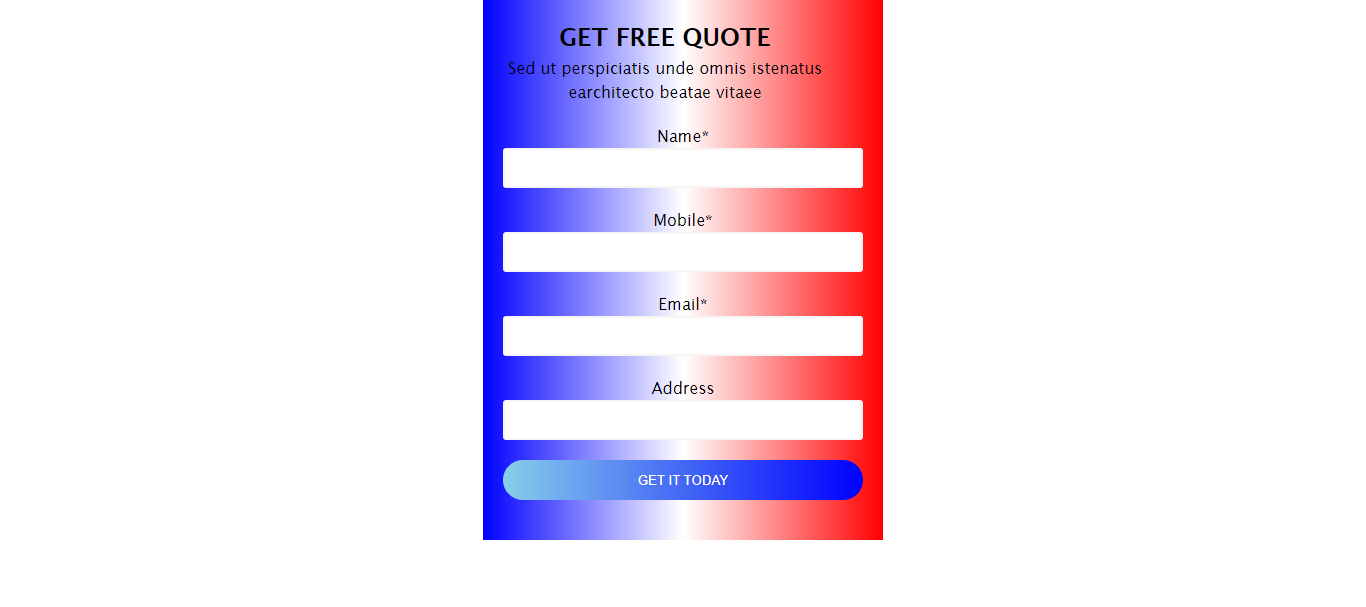 GET FREE QUOTE
Sed ut perspiciatis unde omnis istenatus
earchitecto beatae vitaee
Name*
Mobile*
Email*
Address
GET IT TODAY